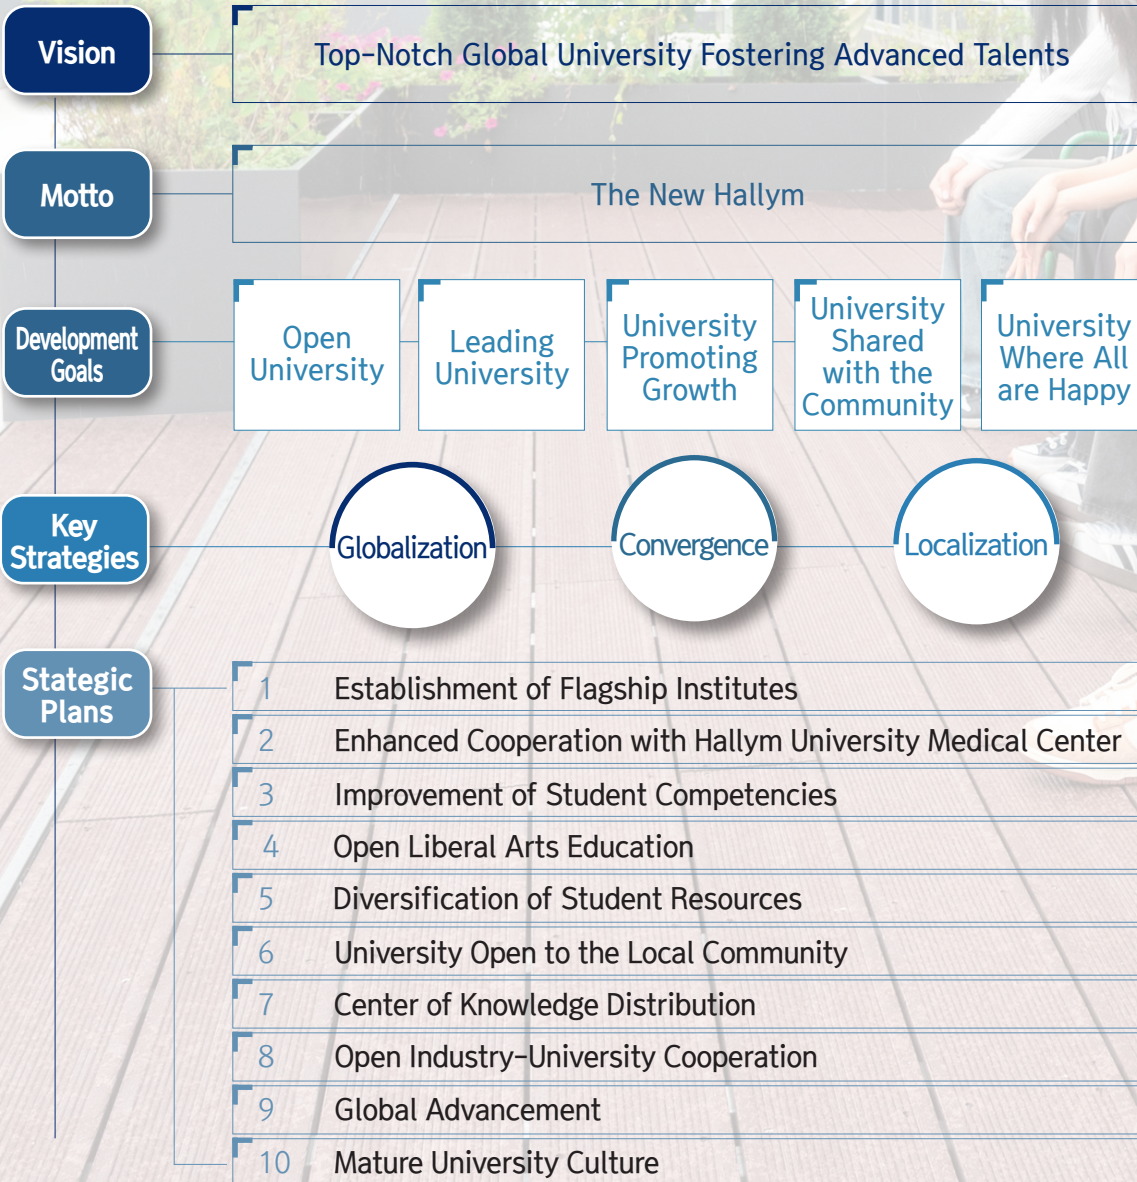 Vision
Top-Notch Global University Fostering Advanced Talents
Motto
The New Hallym
Development
Goals
Open
University
Leading
University
University
Promoting
Growth
University
Shared
with the
Community
University
Where All
are Happy
Key
Strategies
Globalization
Convergence
Localization
Stategic
Plans
1 Establishment of Flagship Institutes
2 Enhanced Cooperation with Hallym University Medical Center
3 Improvement of Student Competencies
4 Open Liberal Arts Education
5 Diversification of Student Resources
6 University Open to the Local Community
7 Center of Knowledge Distribution
8 Open Industry-University Cooperation
9 Global Advancement
10 Mature University Culture